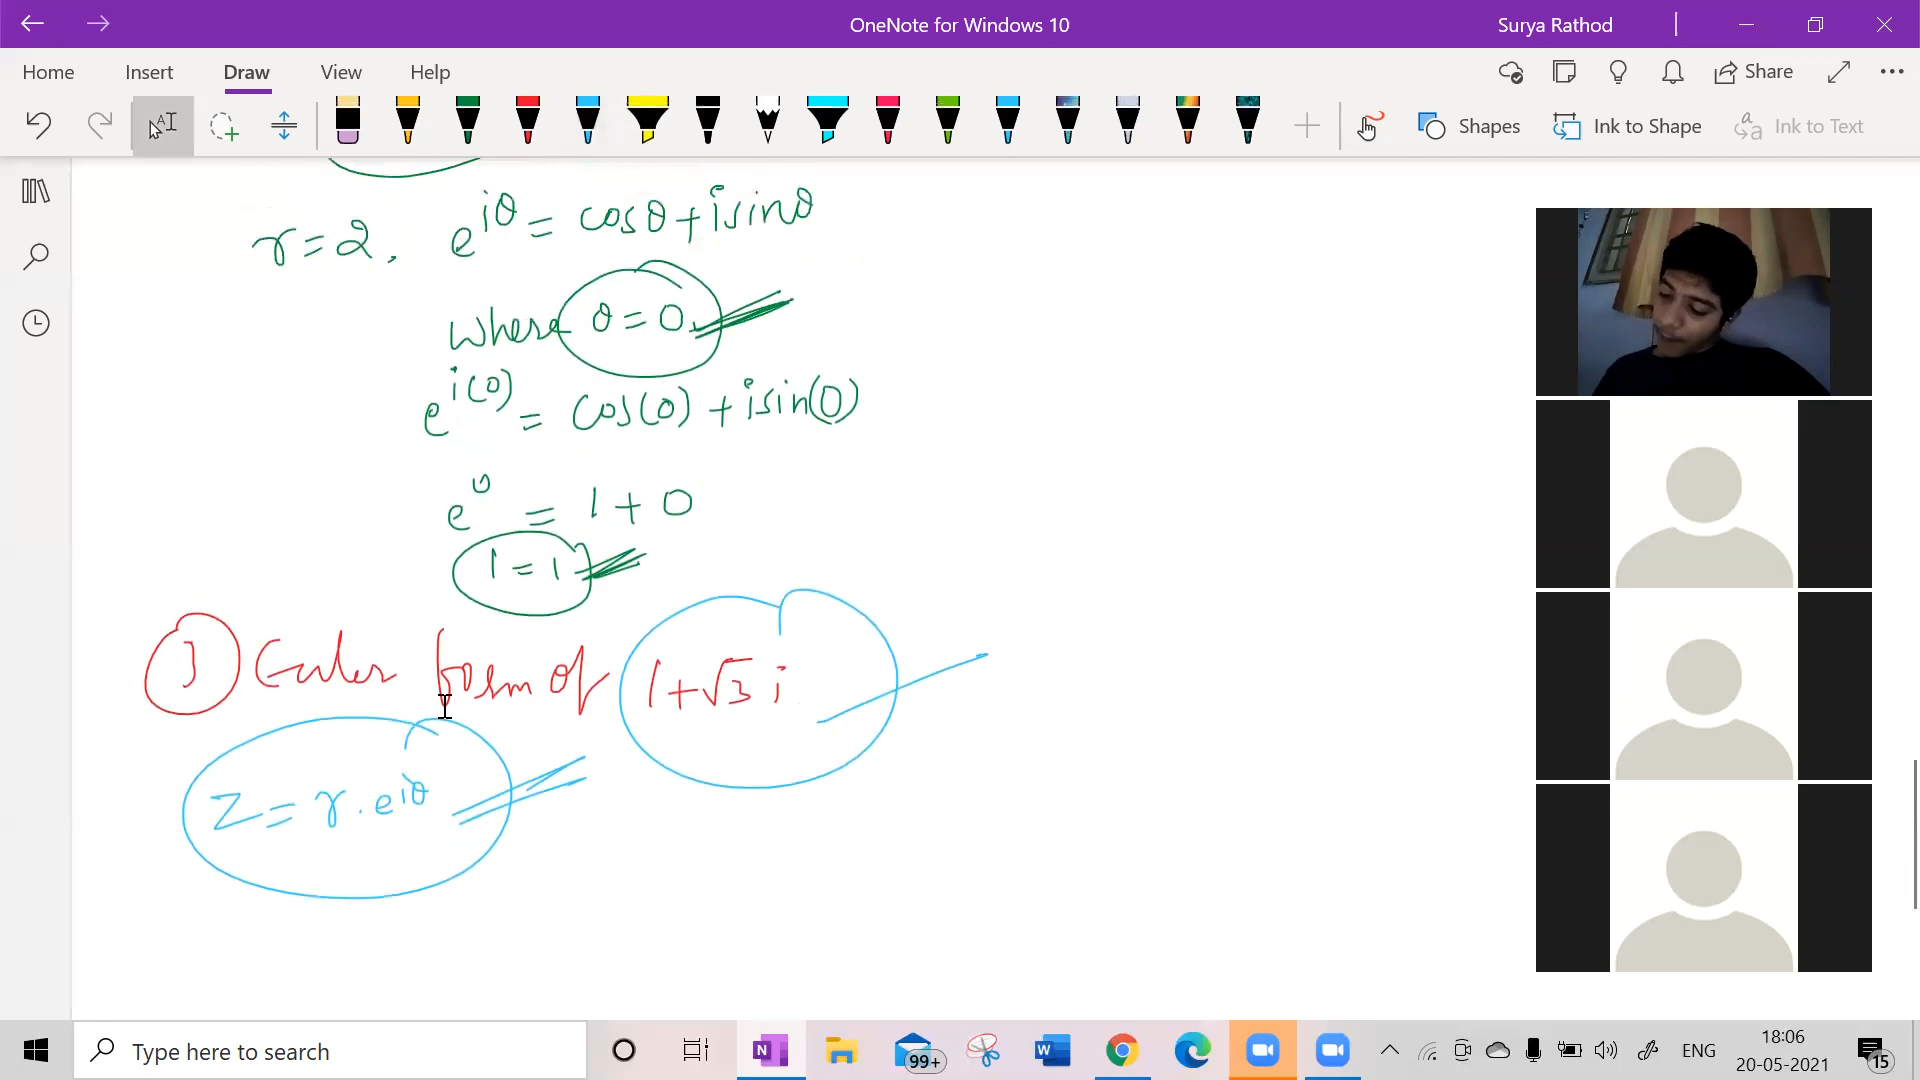 OneNote for Windows 10
Surya Rathod
Home Insert Draw View Help
Share
Shapes Ink to Shape Ink to Text
r = 2, e^{iθ} = cosθ + isinθ
Where θ = 0.
e^{i(0)} = cos(0) + isin(0)
e^0 = 1 + 0
1 = 1
3 Euler form of 1+√3 i
Z = r. e^{iθ}
Type here to search
99+
ENG
18:06
20-05-2021
15